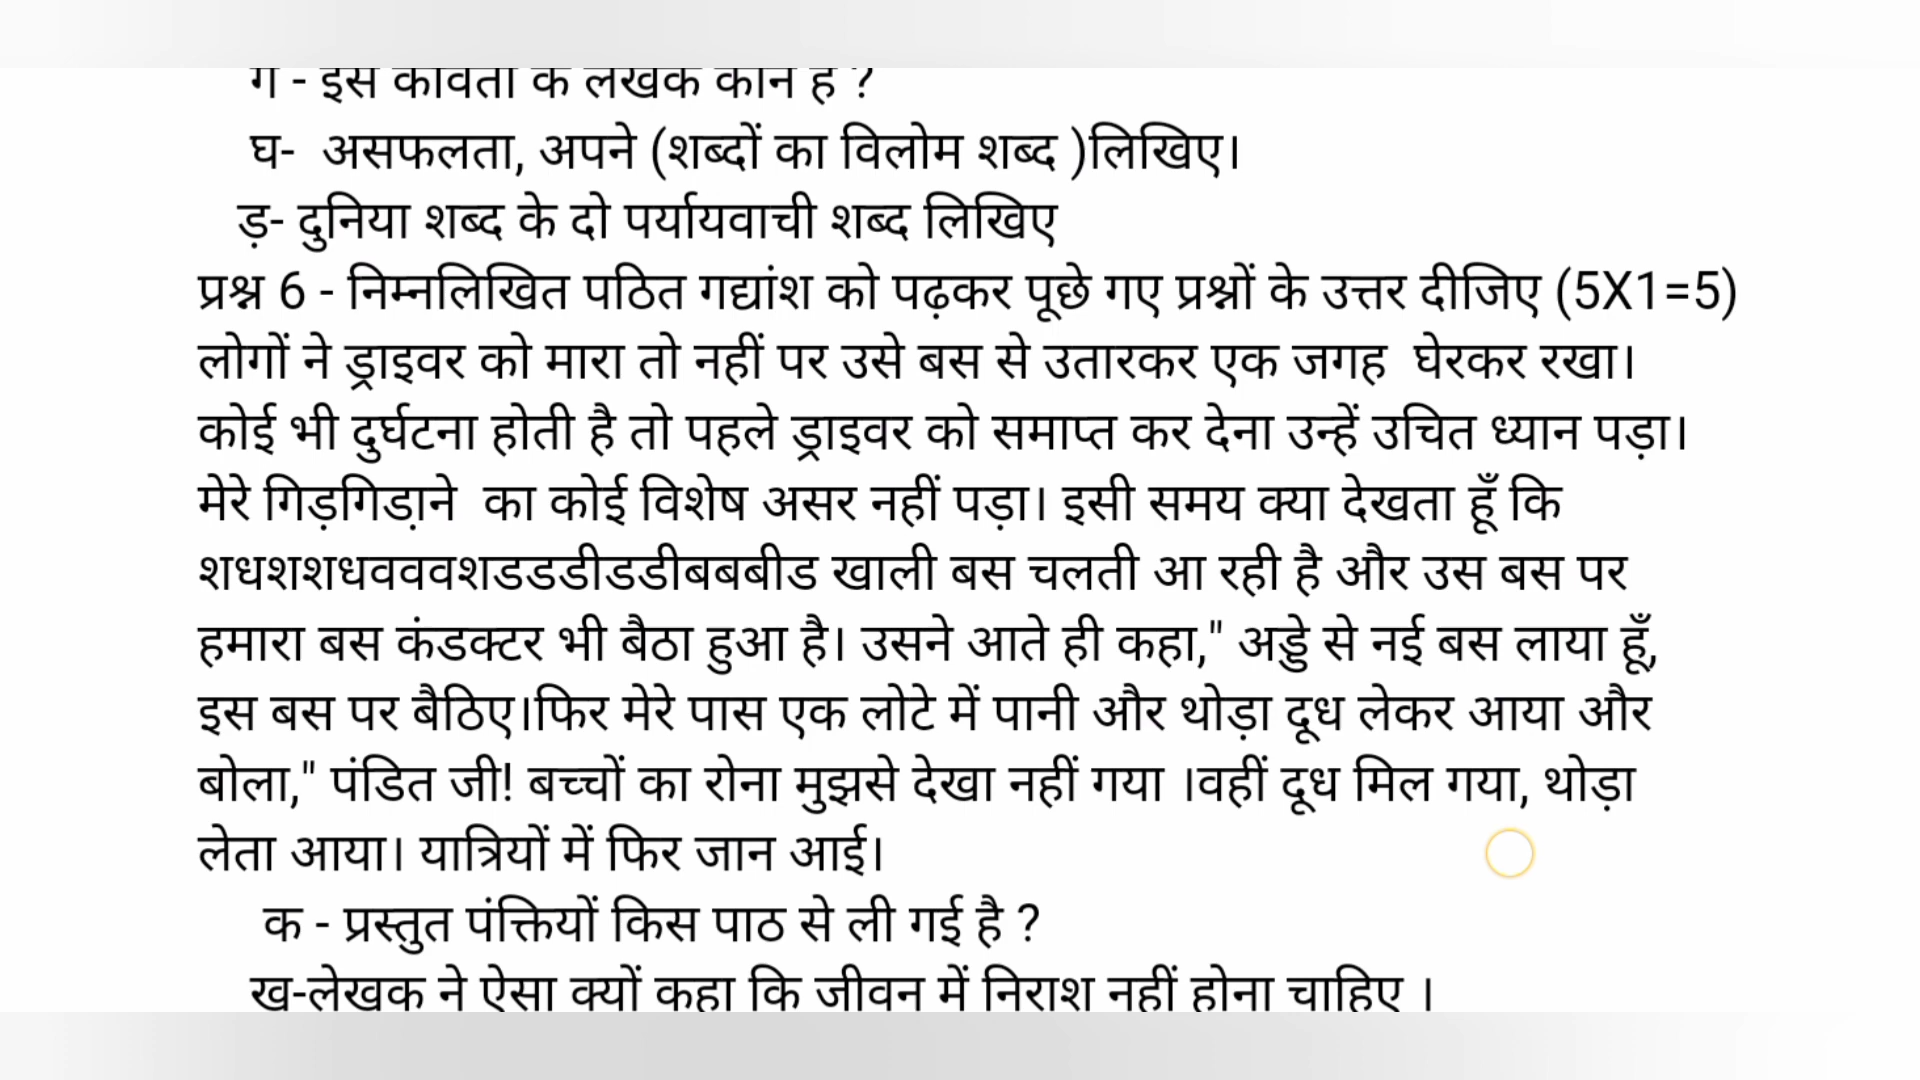 ग - इस कविता के लेखक कौन है ?
घ- असफलता, अपने (शब्दों का विलोम शब्द )लिखिए।
ड़- दुनिया शब्द के दो पर्यायवाची शब्द लिखिए
प्रश्न 6 - निम्नलिखित पठित गद्यांश को पढ़कर पूछे गए प्रश्नों के उत्तर दीजिए (5X1=5)
लोगों ने ड्राइवर को मारा तो नहीं पर उसे बस से उतारकर एक जगह घेरकर रखा।
कोई भी दुर्घटना होती है तो पहले ड्राइवर को समाप्त कर देना उन्हें उचित ध्यान पड़ा।
मेरे गिड़गिडा़ने का कोई विशेष असर नहीं पड़ा। इसी समय क्या देखता हूँ कि
शधशशधवववशडडडीडडीबबबीड खाली बस चलती आ रही है और उस बस पर
हमारा बस कंडक्टर भी बैठा हुआ है। उसने आते ही कहा," अड्डे से नई बस लाया हूँ,
इस बस पर बैठिए।फिर मेरे पास एक लोटे में पानी और थोड़ा दूध लेकर आया और
बोला," पंडित जी! बच्चों का रोना मुझसे देखा नहीं गया ।वहीं दूध मिल गया, थोड़ा
लेता आया। यात्रियों में फिर जान आई।
क - प्रस्तुत पंक्तियों किस पाठ से ली गई है ?
ख-लेखक ने ऐसा क्यों कहा कि जीवन में निराश नहीं होना चाहिए ।